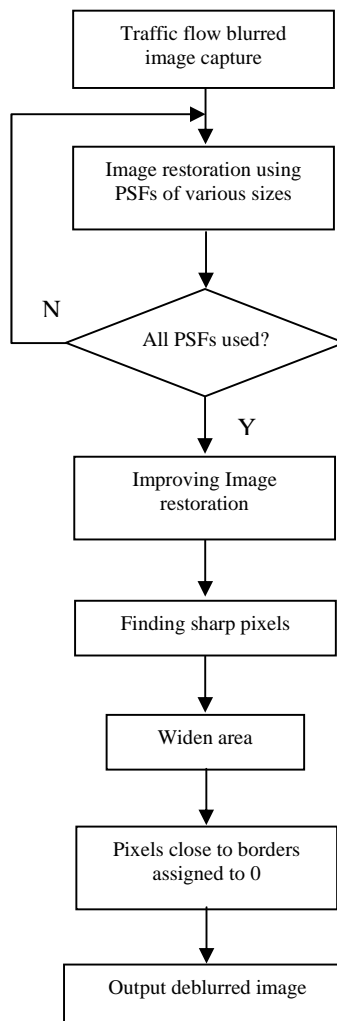 Traffic flow blurred
image capture
Image restoration using
PSFs of various sizes
N
All PSFs used?
Y
Improving Image
restoration
Finding sharp pixels
Widen area
Pixels close to borders
assigned to 0
Output deblurred image